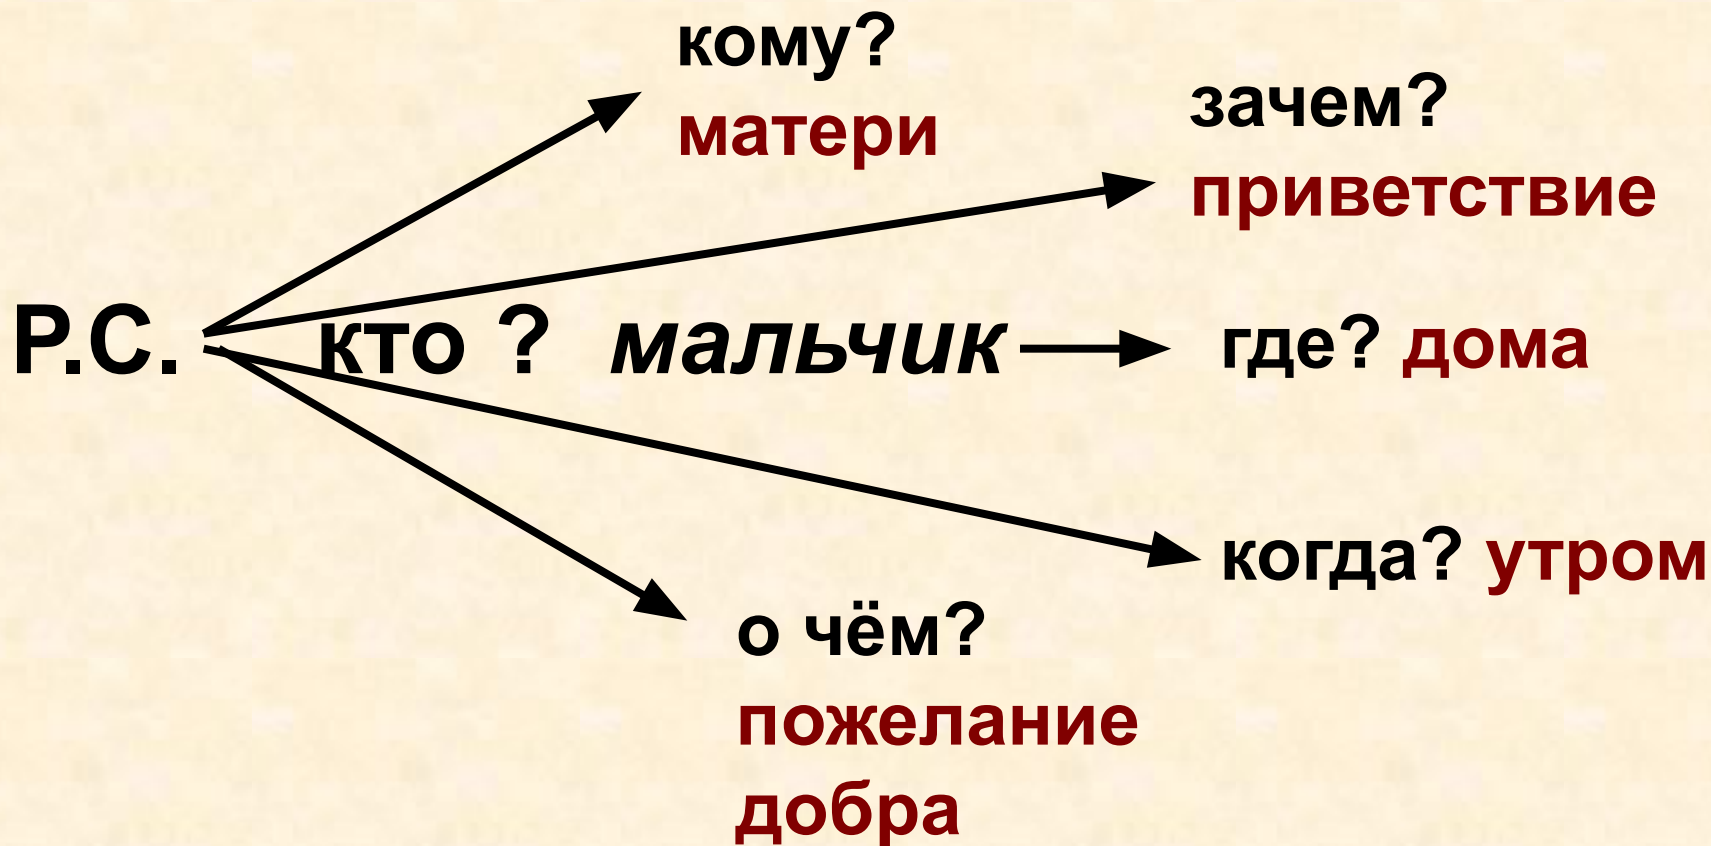 кому?
матери
зачем?
приветствие
Р.С. кто ? мальчик где? дома
когда? утром
о чём?
пожелание
добра